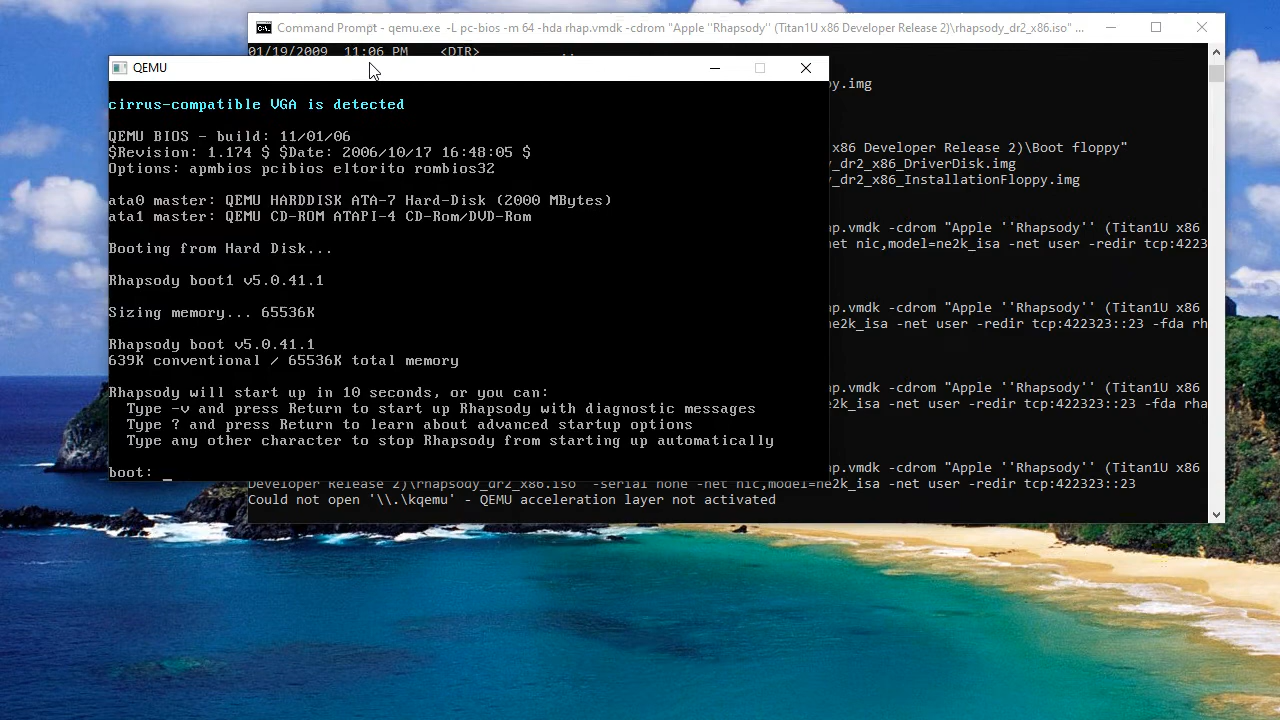 Command Prompt - qemu.exe -L pc-bios -m 64 -hda rhap.vmdk -cdrom "Apple ''Rhapsody'' (Titan1U x86 Developer Release 2)\rhapsody_dr2_x86.iso" ...
01/19/2009 11:06 PM <DIR> ..
py.img
x86 Developer Release 2)\Boot floppy"
_dr2_x86_DriverDisk.img
y_dr2_x86_InstallationFloppy.img
ap.vmdk -cdrom "Apple ''Rhapsody'' (Titan1U x86
net nic,model=ne2k_isa -net user -redir tcp:4223
ap.vmdk -cdrom "Apple ''Rhapsody'' (Titan1U x86
e2k_isa -net user -redir tcp:422323::23 -fda rh
ap.vmdk -cdrom "Apple ''Rhapsody'' (Titan1U x86
e2k_isa -net user -redir tcp:422323::23 -fda rha
ap.vmdk -cdrom "Apple ''Rhapsody'' (Titan1U x86
Developer Release 2)\rhapsody_dr2_x86.iso" -serial none -net nic,model=ne2k_isa -net user -redir tcp:422323::23
Could not open '\\.\kqemu' - QEMU acceleration layer not activated
QEMU
cirrus-compatible VGA is detected
QEMU BIOS - build: 11/01/06
$Revision: 1.174 $ $Date: 2006/10/17 16:48:05 $
Options: apmbios pcibios eltorito rombios32
ata0 master: QEMU HARDDISK ATA-7 Hard-Disk (2000 MBytes)
ata1 master: QEMU CD-ROM ATAPI-4 CD-Rom/DVD-Rom
Booting from Hard Disk...
Rhapsody boot1 v5.0.41.1
Sizing memory... 65536K
Rhapsody boot v5.0.41.1
639K conventional / 65536K total memory
Rhapsody will start up in 10 seconds, or you can:
Type -v and press Return to start up Rhapsody with diagnostic messages
Type ? and press Return to learn about advanced startup options
Type any other character to stop Rhapsody from starting up automatically
boot: _